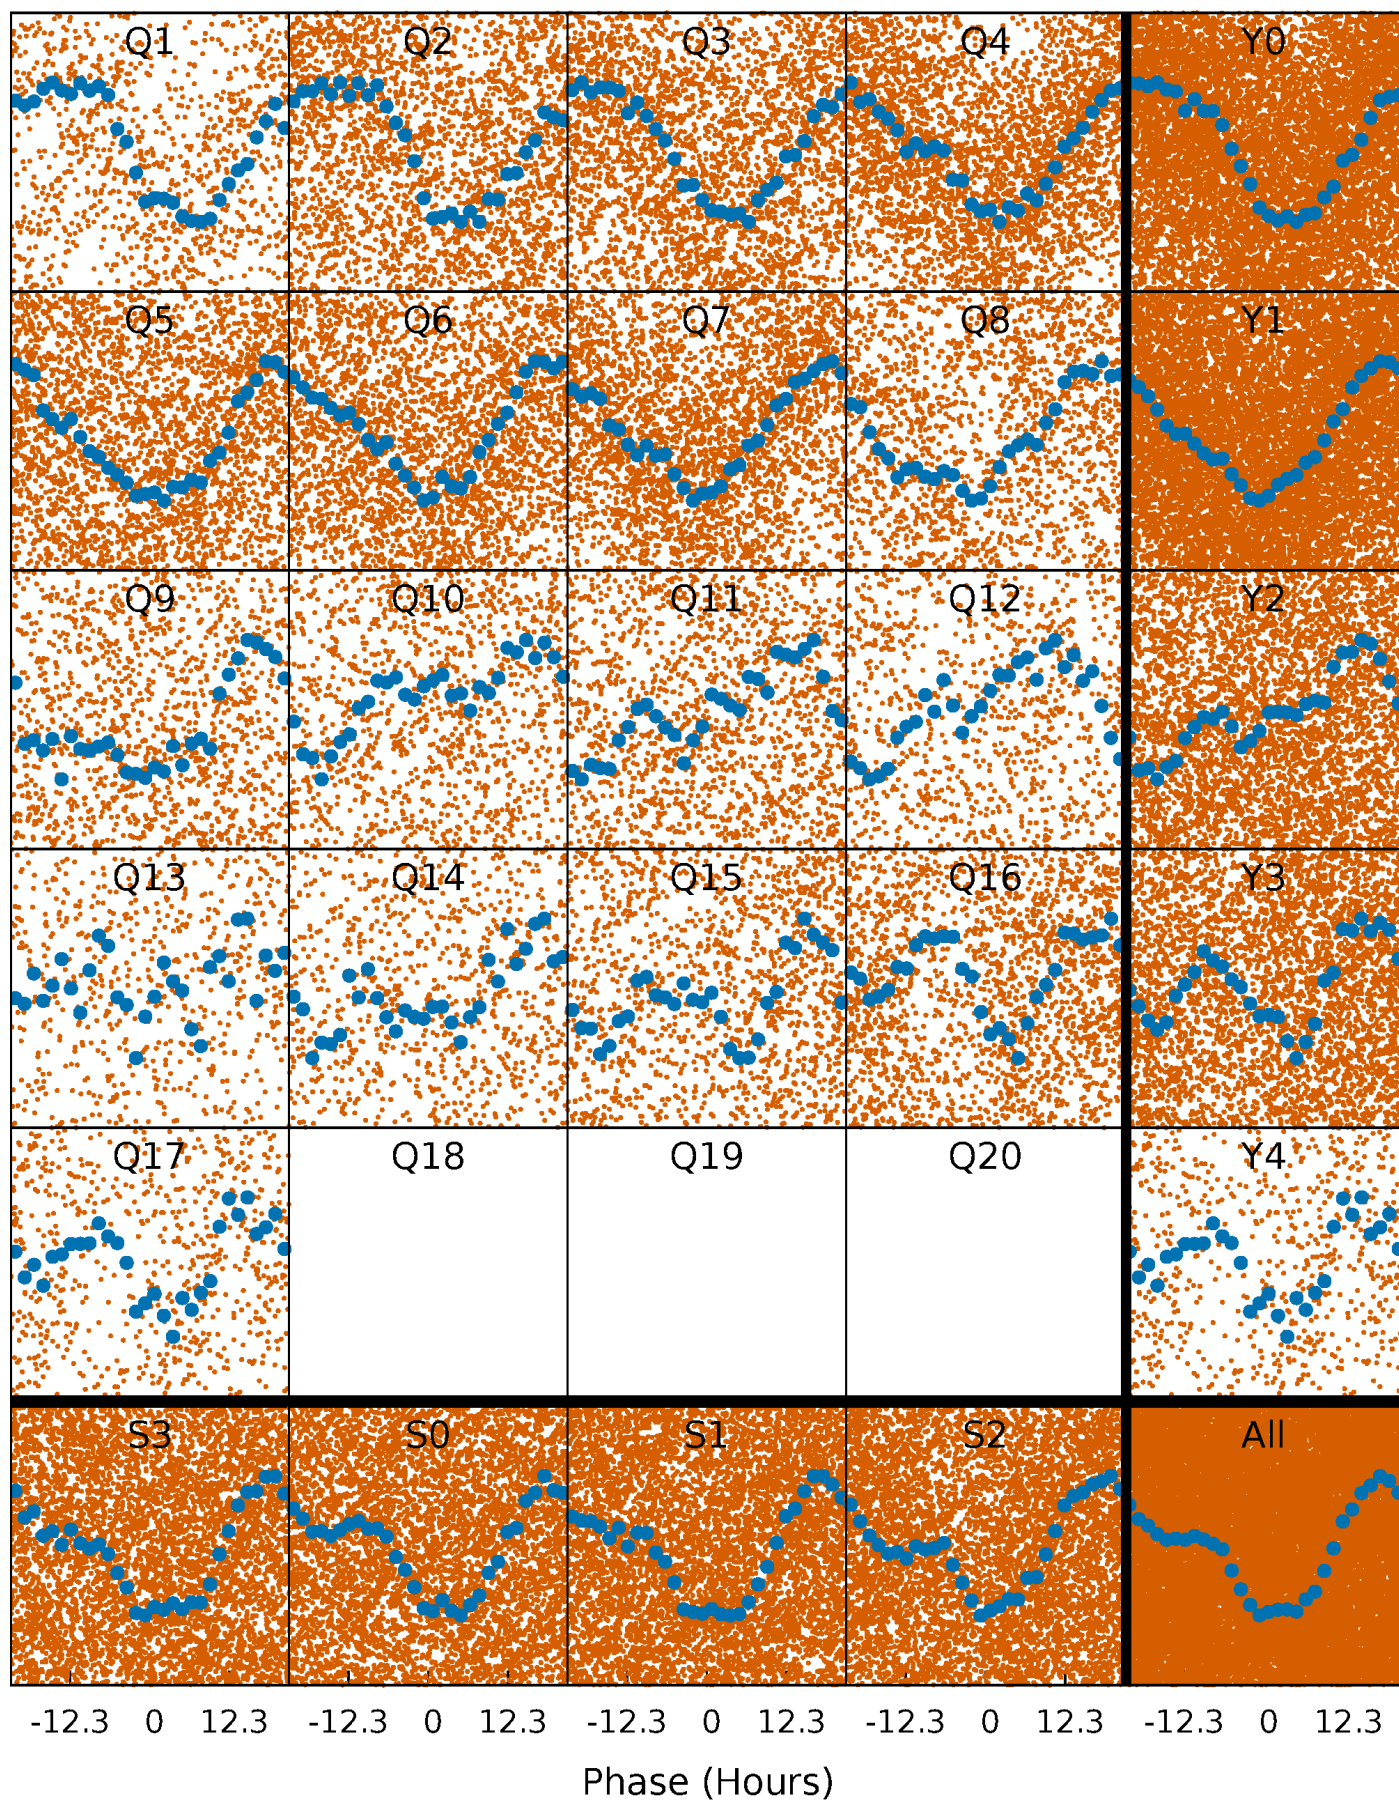 Q1 Q2 Q3 Q4 Y0
Q5 Q6 Q7 Q8 Y1
Q9 Q10 Q11 Q12 Y2
Q13 Q14 Q15 Q16 Y3
Q17 Q18 Q19 Q20 Y4
S3 S0 S1 S2 All
-12.3 0 12.3 -12.3 0 12.3 -12.3 0 12.3 -12.3 0 12.3 -12.3 0 12.3
Phase (Hours)